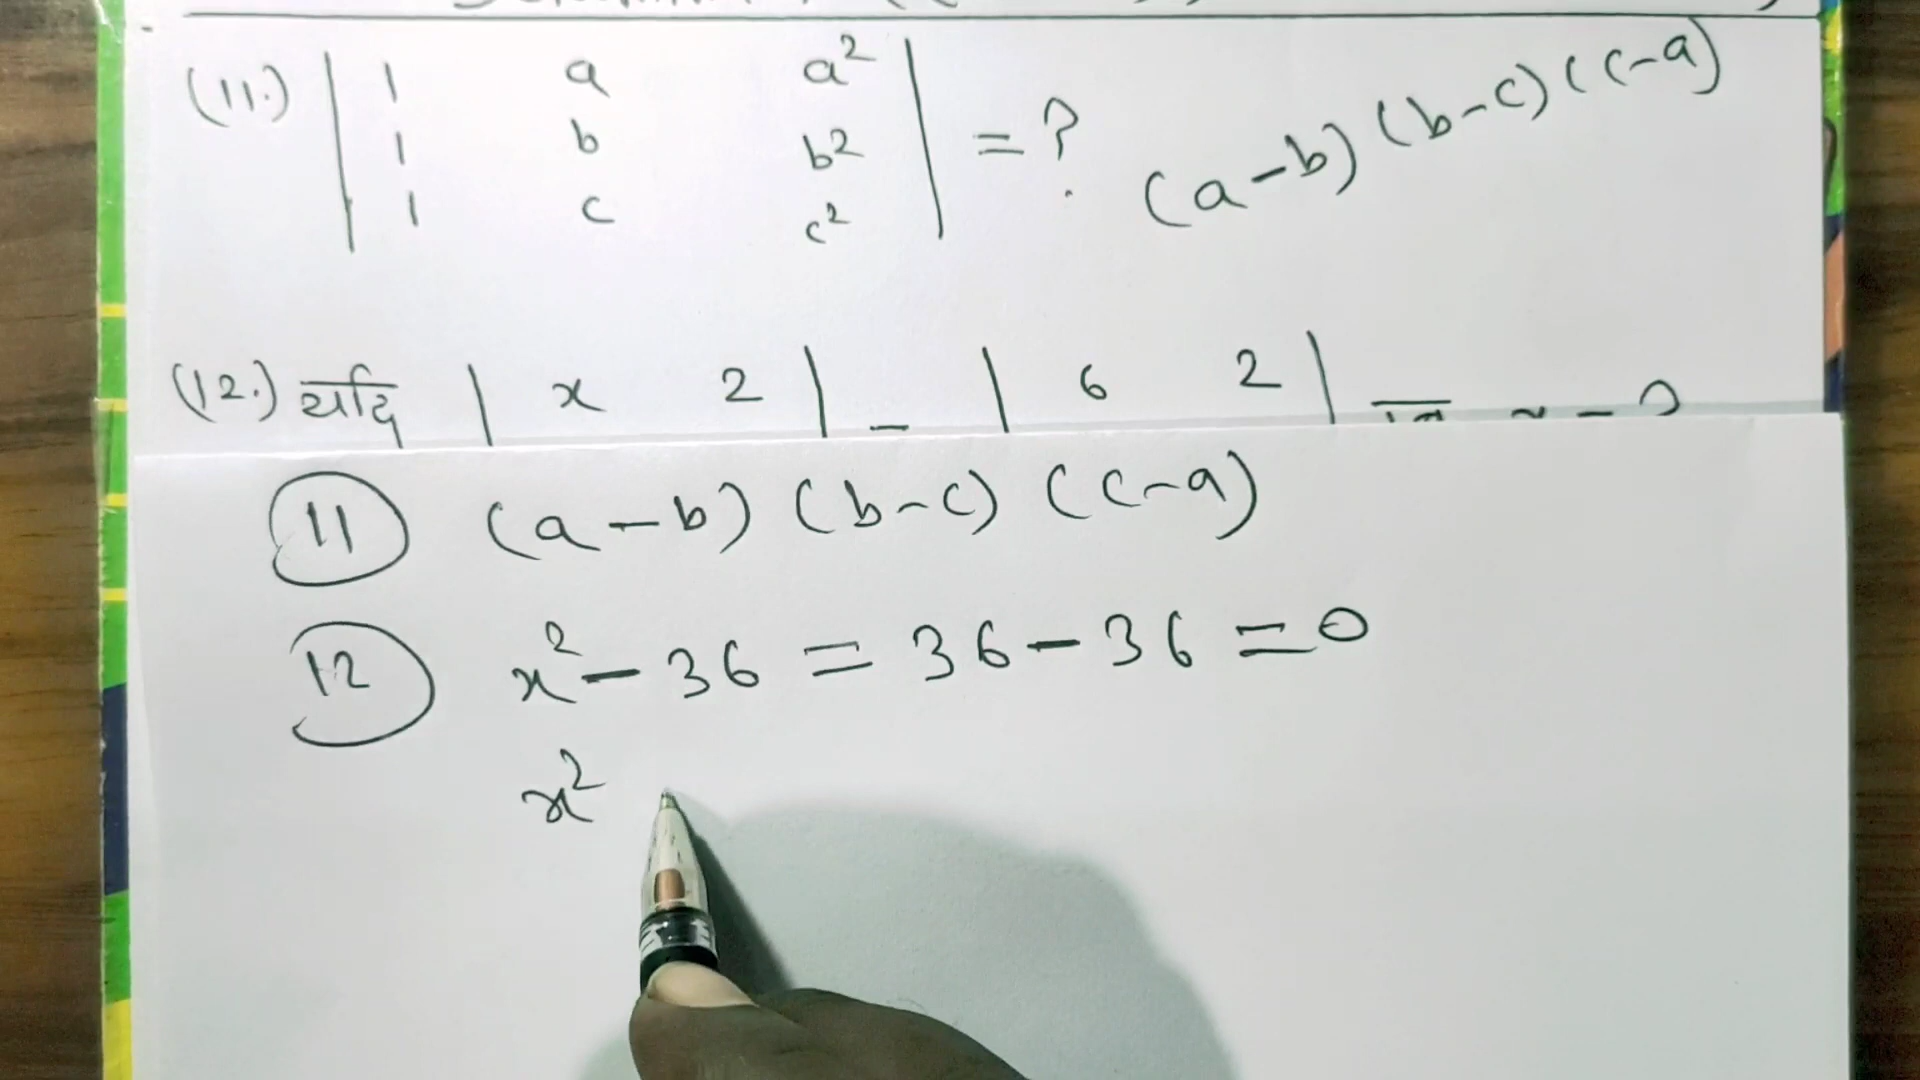 (11.) | 1 a a² |
| 1 b b² | = ? (a-b) (b-c) (c-a)
| 1 c c² |
(12.) यदि | x 2 | = | 6 2 |
11 (a-b) (b-c) (c-a)
12 x² - 36 = 36 - 36 = 0
x²